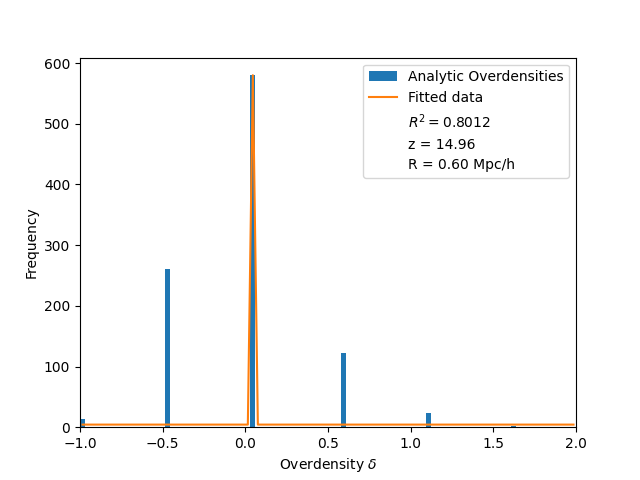 600
500
400
300
200
100
0
Frequency
Analytic Overdensities
Fitted data
$R^2 = 0.8012$
z = 14.96
R = 0.60 Mpc/h
−1.0 −0.5 0.0 0.5 1.0 1.5 2.0
Overdensity δ